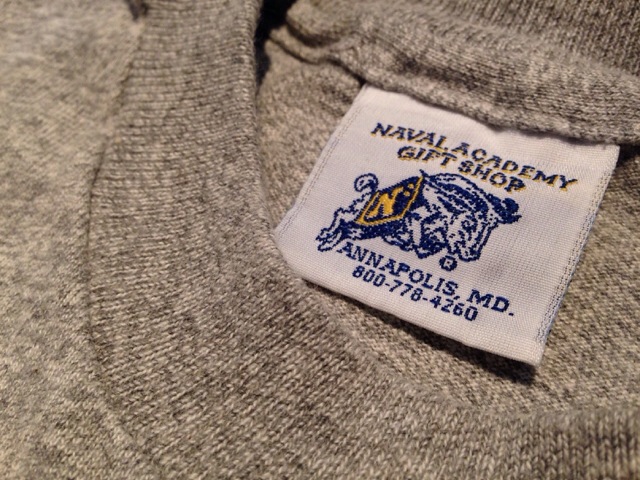 NAVAL ACADEMY
GIFT SHOP
N
®
ANNAPOLIS, MD.
800-778-4260